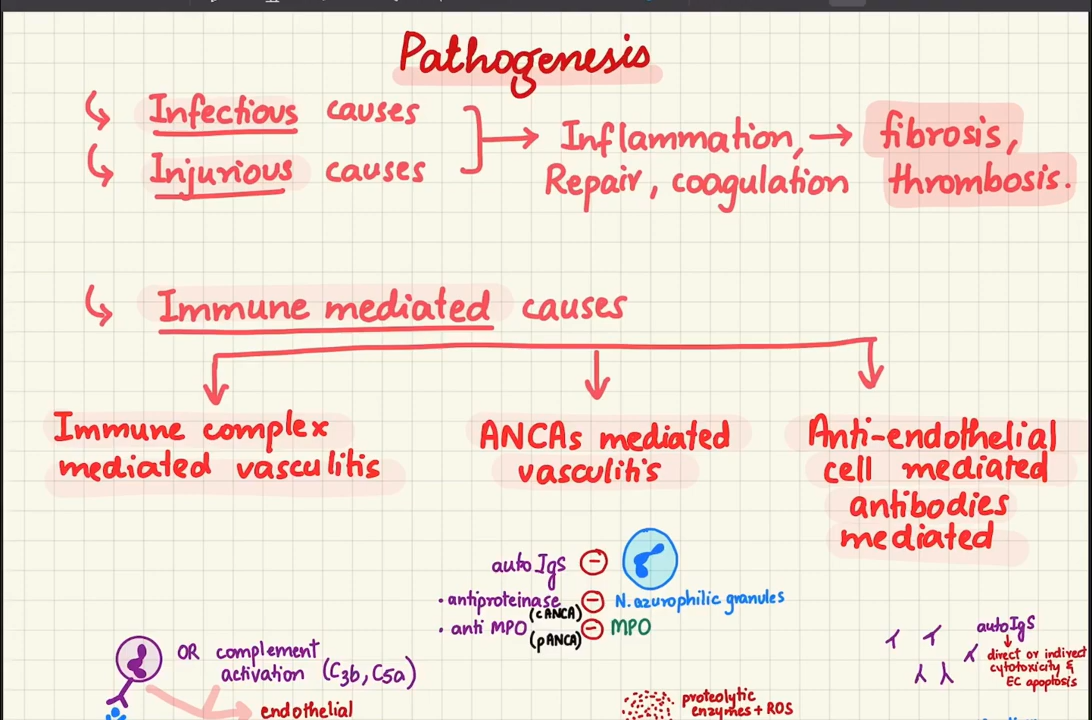 Pathogenesis
↳ Infectious causes
↳ Injurious causes
→ Inflammation, → fibrosis,
Repair, coagulation thrombosis.
↳ Immune mediated causes
Immune complex
mediated vasculitis
ANCAs mediated
vasculitis
Anti-endothelial
cell mediated
antibodies
mediated
auto IgS ⊖
• antiproteinase ⊖ N. azurophilic granules
(cANCA)
• anti MPO ⊖ MPO
(pANCA)
OR complement
activation (C3b, C5a)
endothelial
proteolytic
enzymes + ROS
auto IgS
↓
direct or indirect
cytotoxicity &
EC apoptosis